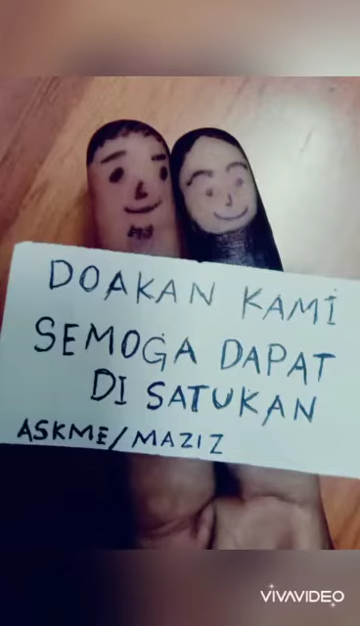 DOAKAN KAMI
SEMOGA DAPAT
DI SATUKAN
ASKME/MAZIZ
VIVAVIDEO